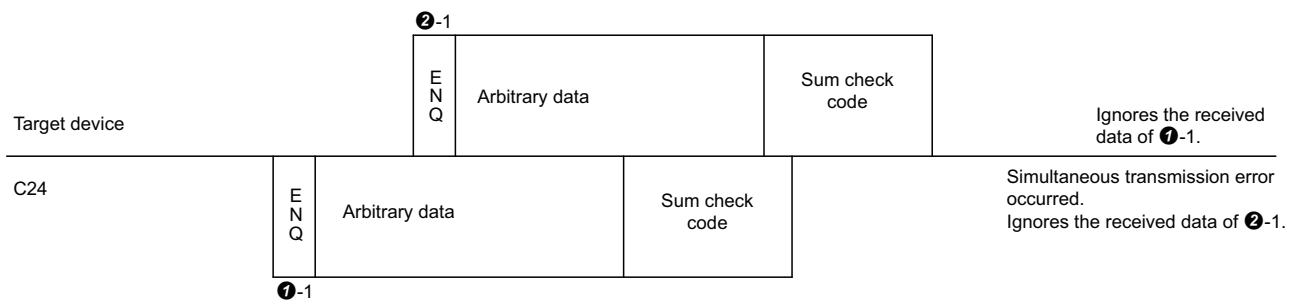 ❷-1
E
N
Q
Arbitrary data
Sum check
code
Target device
Ignores the received
data of ❶-1.
C24
E
N
Q
Arbitrary data
Sum check
code
Simultaneous transmission error
occurred.
Ignores the received data of ❷-1.
❶-1